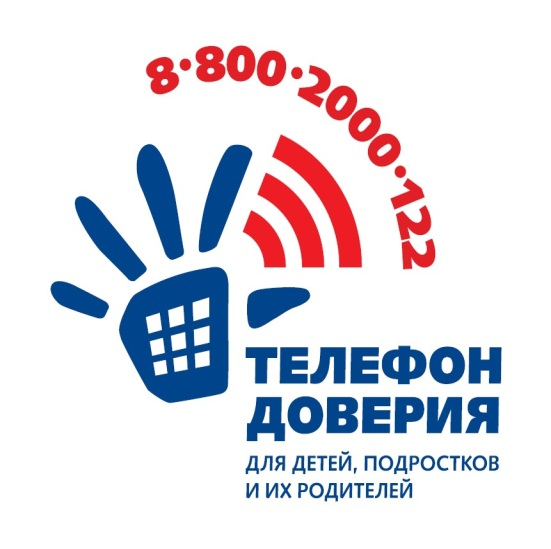 8·800·2000·122
ТЕЛЕФОН
ДОВЕРИЯ
ДЛЯ ДЕТЕЙ, ПОДРОСТКОВ
И ИХ РОДИТЕЛЕЙ